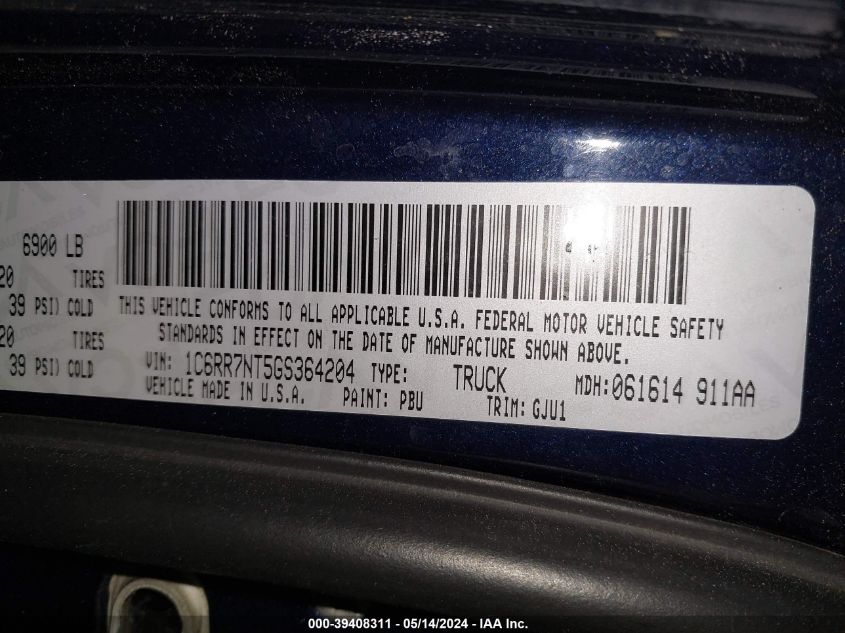 6900 LB
20 TIRES
39 PSI) COLD
20 TIRES
39 PSI) COLD
THIS VEHICLE CONFORMS TO ALL APPLICABLE U.S.A. FEDERAL MOTOR VEHICLE SAFETY
STANDARDS IN EFFECT ON THE DATE OF MANUFACTURE SHOWN ABOVE.
VIN: 1C6RR7NT5GS364204 TYPE: TRUCK MDH:061614 911AA
VEHICLE MADE IN U.S.A. PAINT: PBU TRIM: GJU1
000-39408311 / 05/14/2024 - IAA Inc.